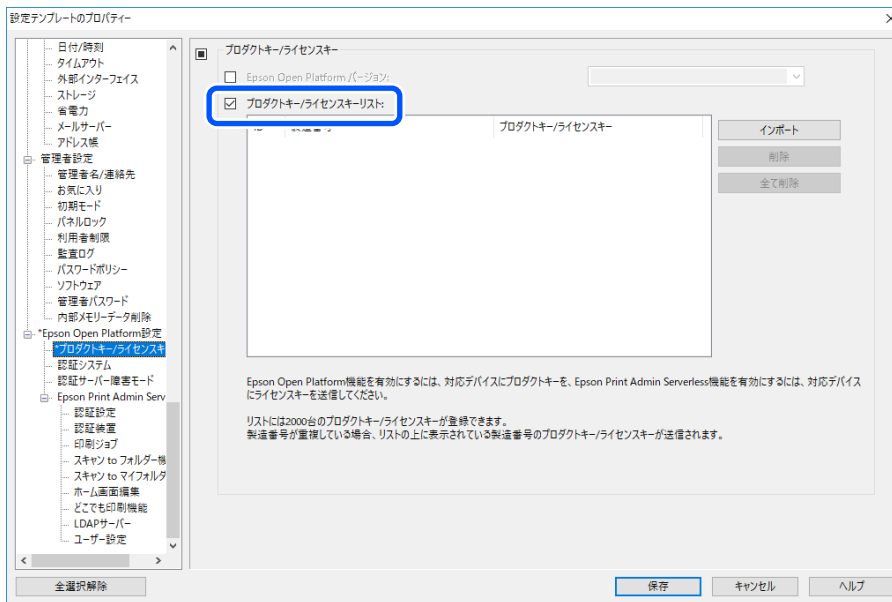 設定テンプレートのプロパティー
日付/時刻
タイムアウト
外部インターフェイス
ストレージ
省電力
メールサーバー
アドレス帳
管理者設定
管理者名/連絡先
お気に入り
初期モード
パネルロック
利用者制限
監査ログ
パスワードポリシー
ソフトウェア
管理者パスワード
内部メモリーデータ削除
*Epson Open Platform設定
*プロダクトキー/ライセンスキ
認証システム
認証サーバー障害モード
Epson Print Admin Serv
認証設定
認証装置
印刷ジョブ
スキャン to フォルダー機
スキャン to マイフォルダ
ホーム画面編集
どこでも印刷機能
LDAPサーバー
ユーザー設定
プロダクトキー/ライセンスキー
Epson Open Platform バージョン:
プロダクトキー/ライセンスキーリスト:
ID 製造番号 プロダクトキー/ライセンスキー
インポート
削除
全て削除
Epson Open Platform機能を有効にするには、対応デバイスにプロダクトキーを、Epson Print Admin Serverless機能を有効にするには、対応デバイス
にライセンスキーを送信してください。
リストには2000台のプロダクトキー/ライセンスキーが登録できます。
製造番号が重複している場合、リストの上に表示されている製造番号のプロダクトキー/ライセンスキーが送信されます。
全選択解除
保存
キャンセル
ヘルプ